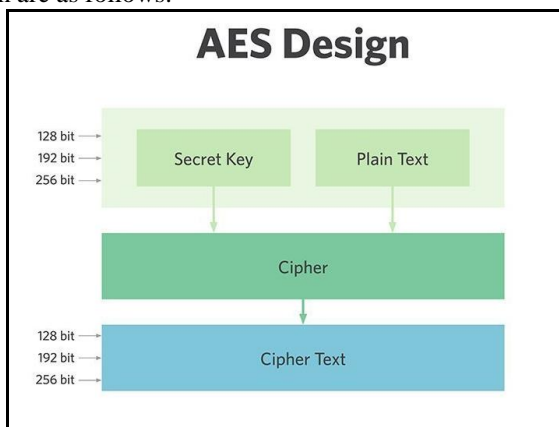 n are as follows.
AES Design
128 bit
192 bit
256 bit
Secret Key
Plain Text
Cipher
128 bit
192 bit
256 bit
Cipher Text